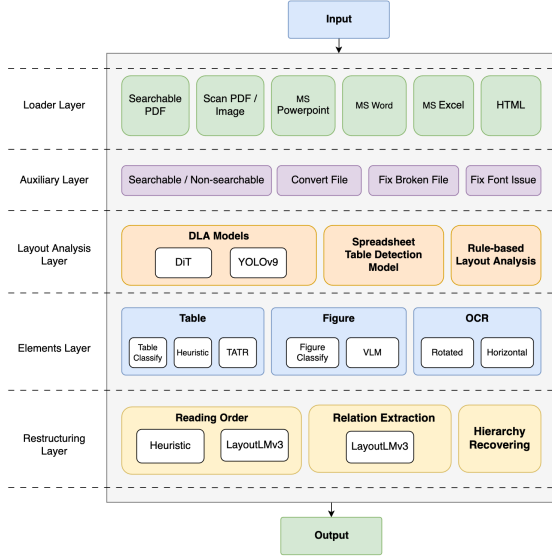 Input
Loader Layer
Searchable
PDF
Scan PDF /
Image
MS
Powerpoint
MS Word
MS Excel
HTML
Auxiliary Layer
Searchable / Non-searchable
Convert File
Fix Broken File
Fix Font Issue
Layout Analysis
Layer
DLA Models
DiT
YOLOv9
Spreadsheet
Table Detection
Model
Rule-based
Layout Analysis
Elements Layer
Table
Table
Classify
Heuristic
TATR
Figure
Figure
Classify
VLM
OCR
Rotated
Horizontal
Restructuring
Layer
Reading Order
Heuristic
LayoutLMv3
Relation Extraction
LayoutLMv3
Hierarchy
Recovering
Output